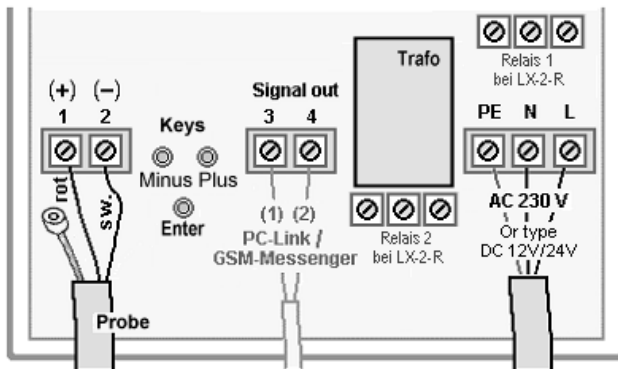 Relais 1
bei LX-2-R
Trafo
(+) (−)
1 2
Signal out
3 4
PE N L
Keys
Minus Plus
Enter
rot
sw.
(1) (2)
PC-Link /
GSM-Messenger
Relais 2
bei LX-2-R
AC 230 V
Or type
DC 12V/24V
Probe